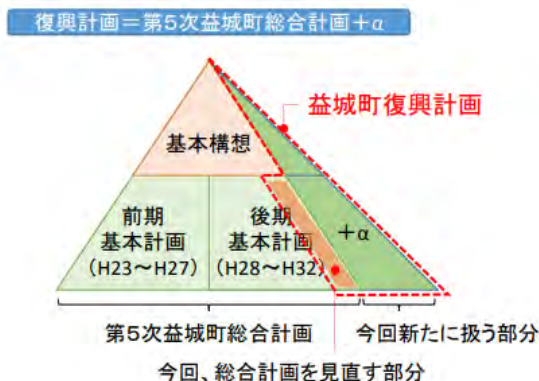 復興計画＝第5次益城町総合計画＋α
益城町復興計画
基本構想
前期
基本計画
（H23～H27）
後期
基本計画
（H28～H32）
＋α
第5次益城町総合計画
今回新たに扱う部分
今回、総合計画を見直す部分